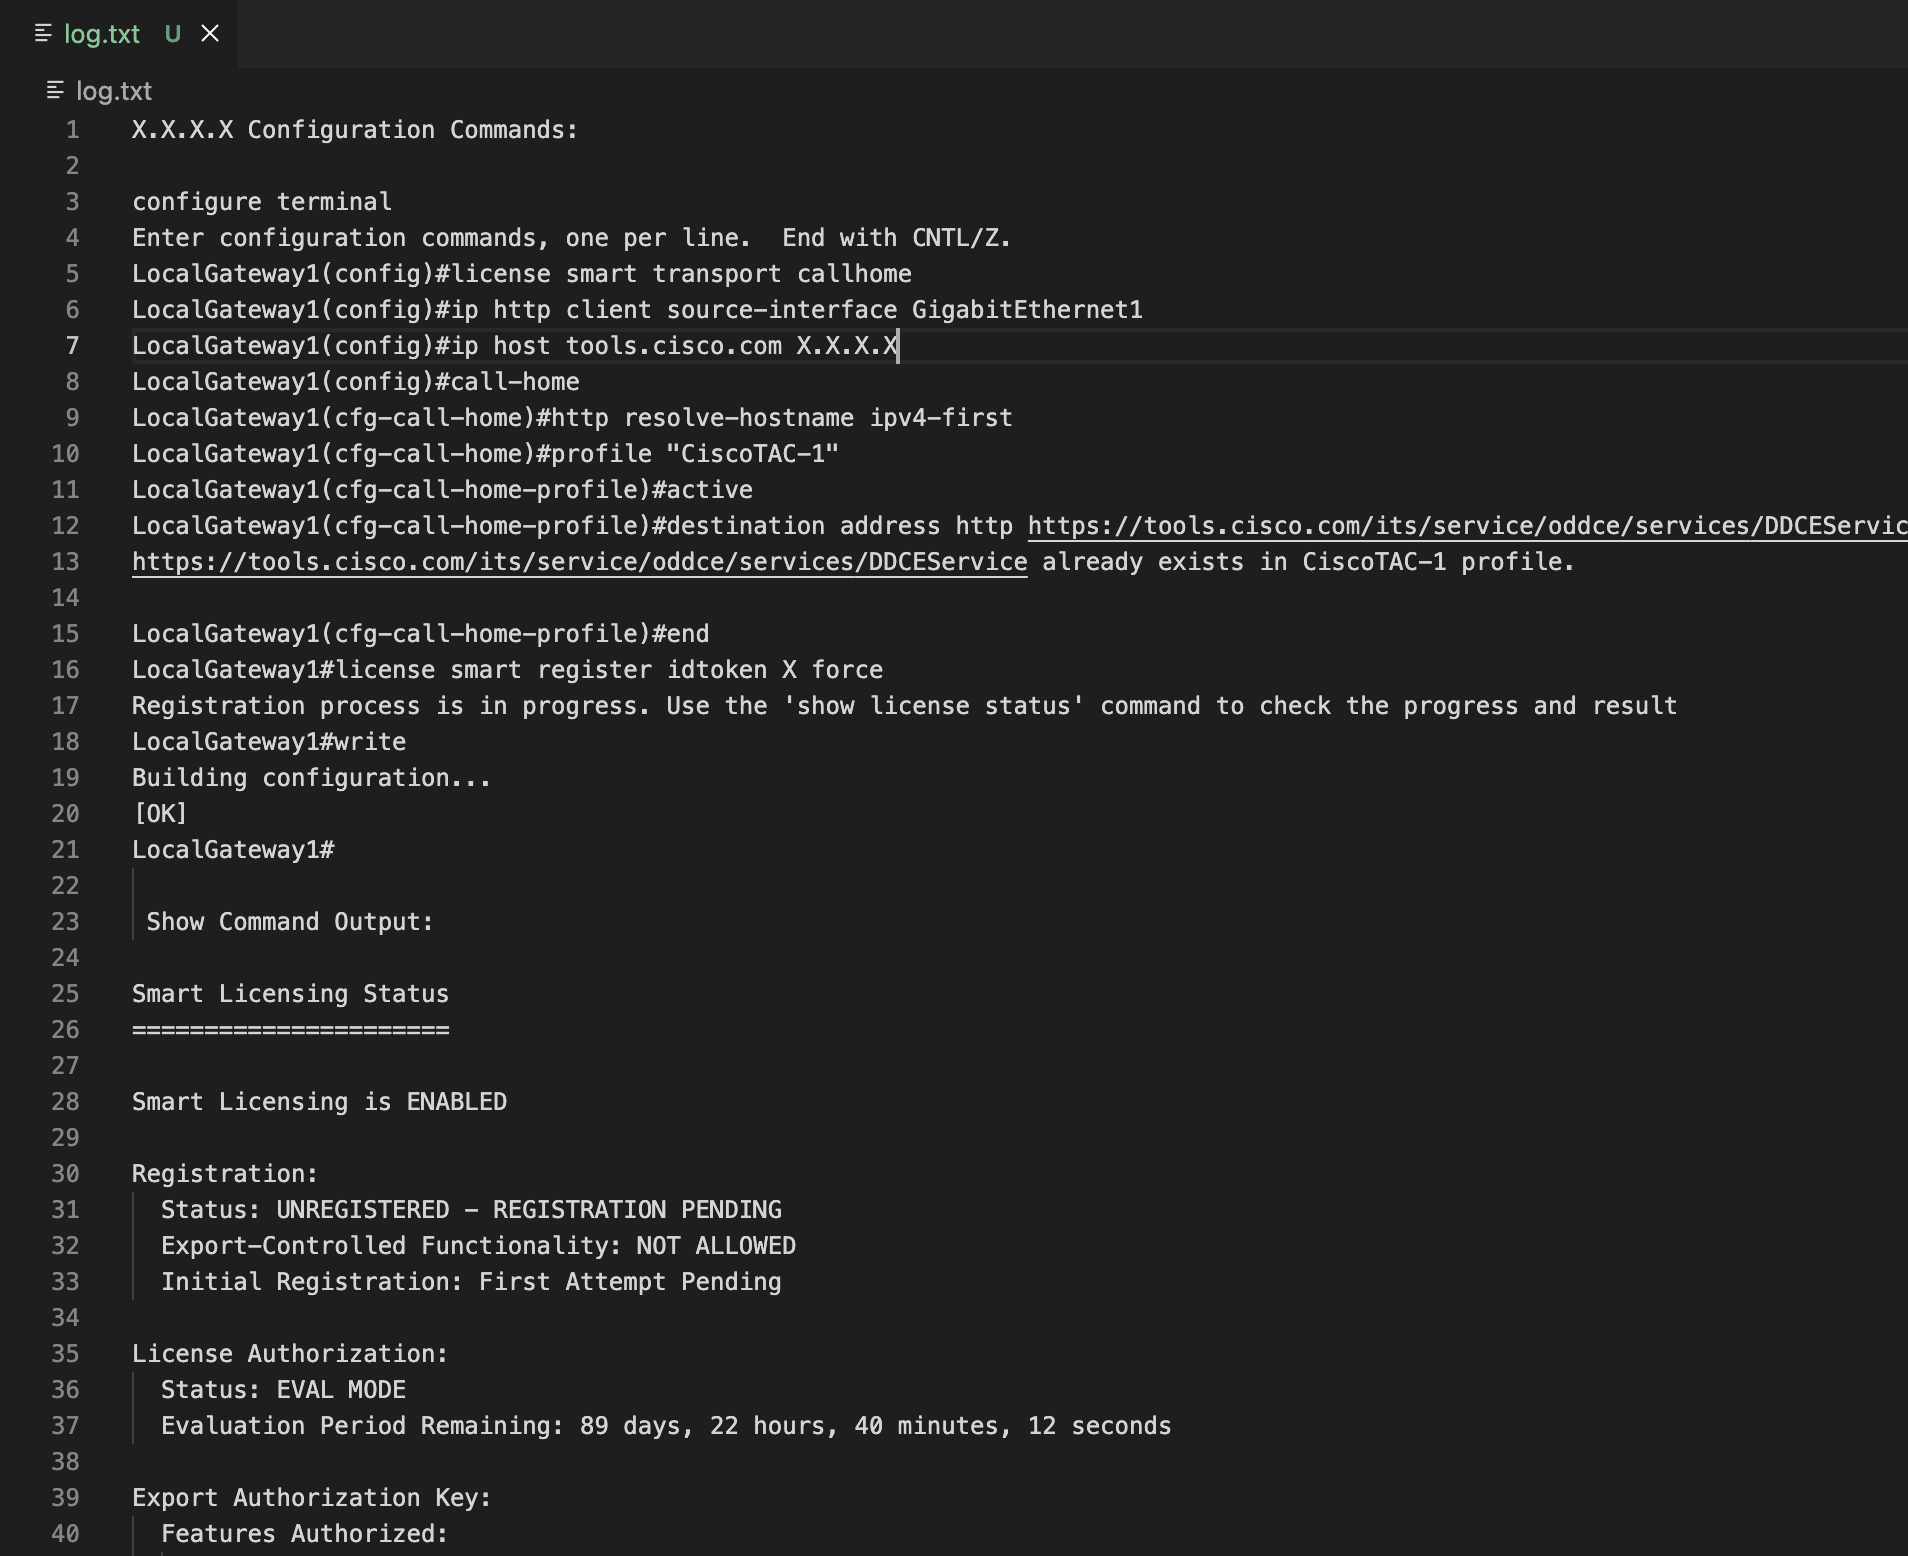 log.txt U
log.txt
1 X.X.X.X Configuration Commands:
2
3 configure terminal
4 Enter configuration commands, one per line.  End with CNTL/Z.
5 LocalGateway1(config)#license smart transport callhome
6 LocalGateway1(config)#ip http client source-interface GigabitEthernet1
7 LocalGateway1(config)#ip host tools.cisco.com X.X.X.X
8 LocalGateway1(config)#call-home
9 LocalGateway1(cfg-call-home)#http resolve-hostname ipv4-first
10 LocalGateway1(cfg-call-home)#profile "CiscoTAC-1"
11 LocalGateway1(cfg-call-home-profile)#active
12 LocalGateway1(cfg-call-home-profile)#destination address http https://tools.cisco.com/its/service/oddce/services/DDCEServic
13 https://tools.cisco.com/its/service/oddce/services/DDCEService already exists in CiscoTAC-1 profile.
14
15 LocalGateway1(cfg-call-home-profile)#end
16 LocalGateway1#license smart register idtoken X force
17 Registration process is in progress. Use the 'show license status' command to check the progress and result
18 LocalGateway1#write
19 Building configuration...
20 [OK]
21 LocalGateway1#
22
23 Show Command Output:
24
25 Smart Licensing Status
26 ======================
27
28 Smart Licensing is ENABLED
29
30 Registration:
31 Status: UNREGISTERED - REGISTRATION PENDING
32 Export-Controlled Functionality: NOT ALLOWED
33 Initial Registration: First Attempt Pending
34
35 License Authorization:
36 Status: EVAL MODE
37 Evaluation Period Remaining: 89 days, 22 hours, 40 minutes, 12 seconds
38
39 Export Authorization Key:
40 Features Authorized: